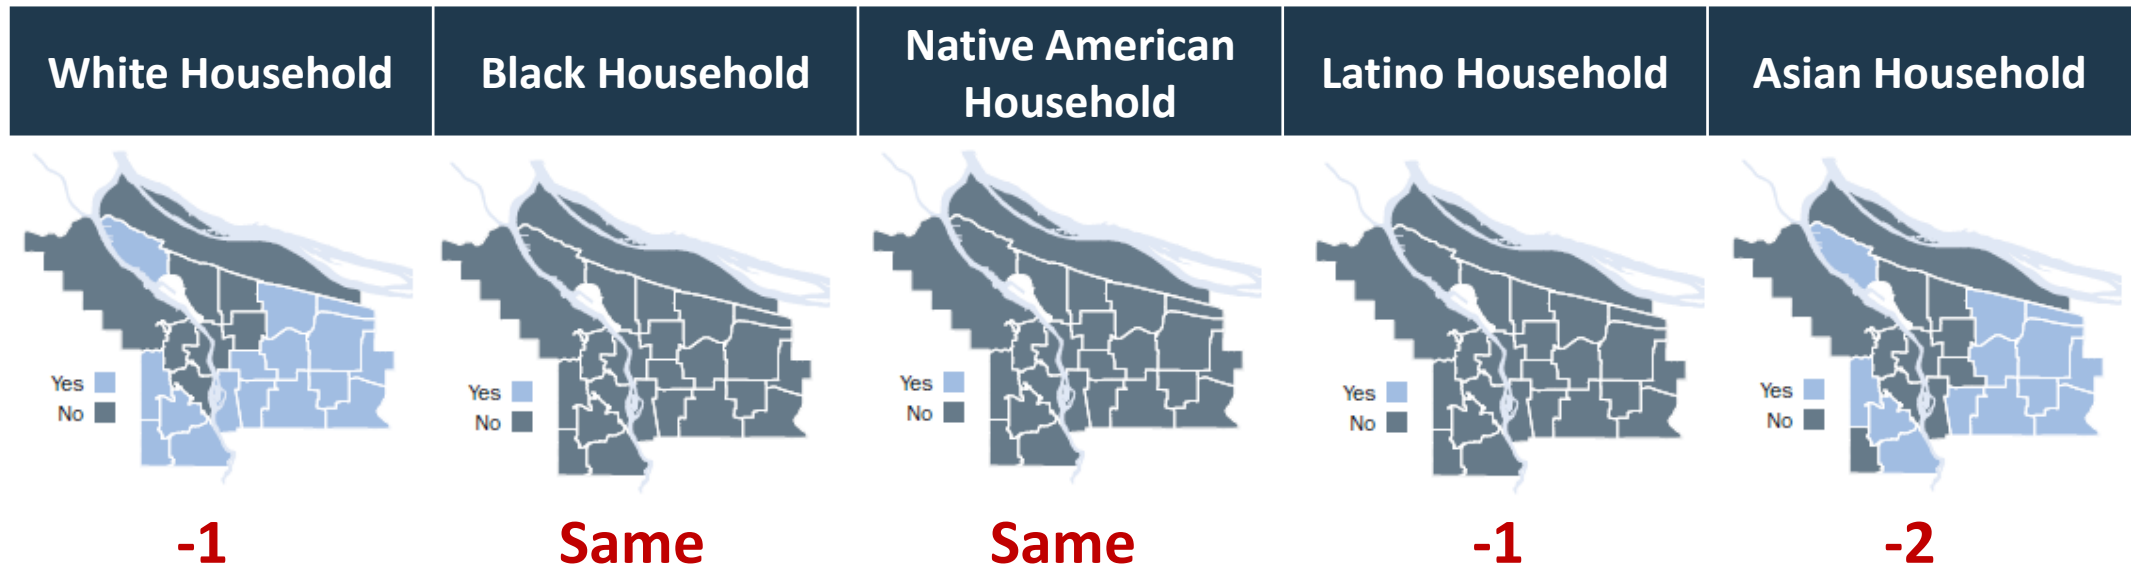 White Household
Black Household
Native American
Household
Latino Household
Asian Household
Yes
No
Yes
No
Yes
No
Yes
No
Yes
No
-1
Same
Same
-1
-2